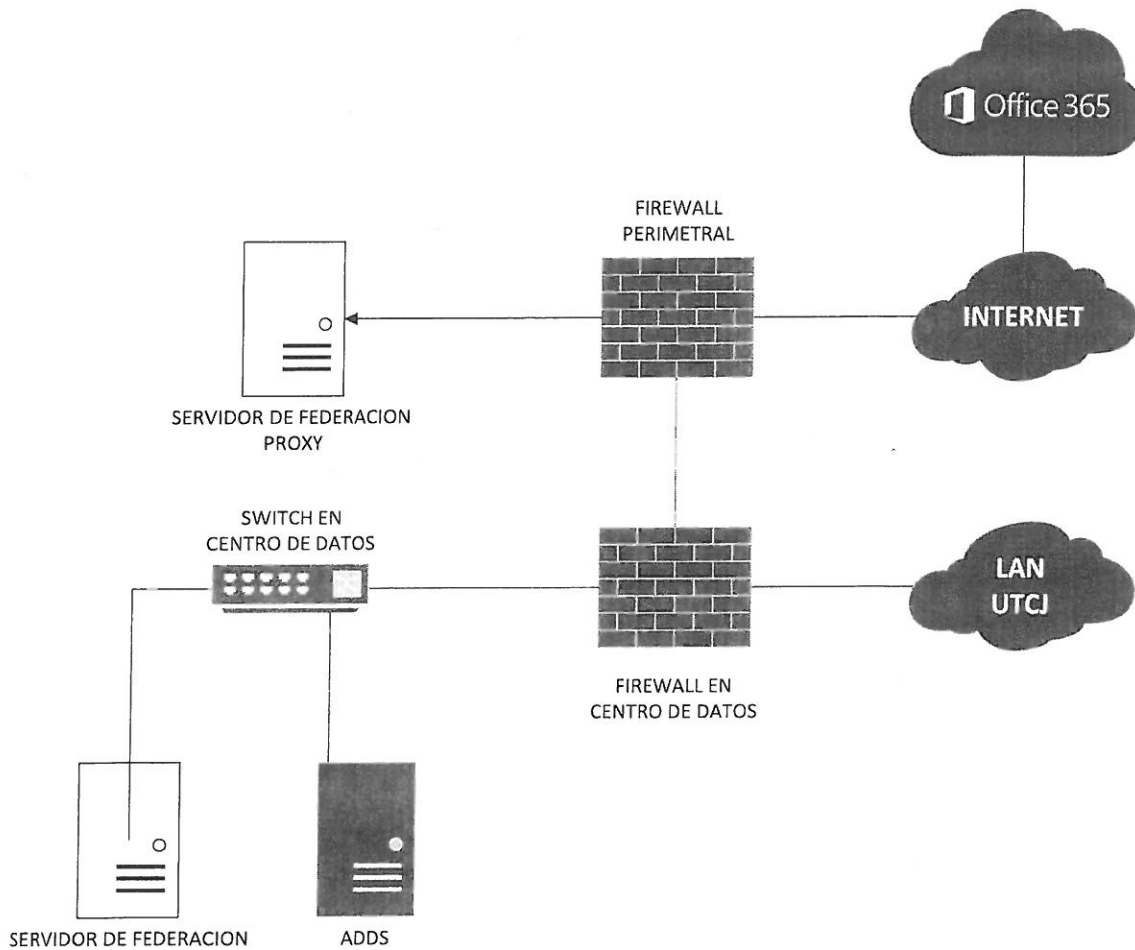 Office 365
FIREWALL
PERIMETRAL
INTERNET
SERVIDOR DE FEDERACION
PROXY
SWITCH EN
CENTRO DE DATOS
LAN
UTCJ
FIREWALL EN
CENTRO DE DATOS
SERVIDOR DE FEDERACION
ADDS